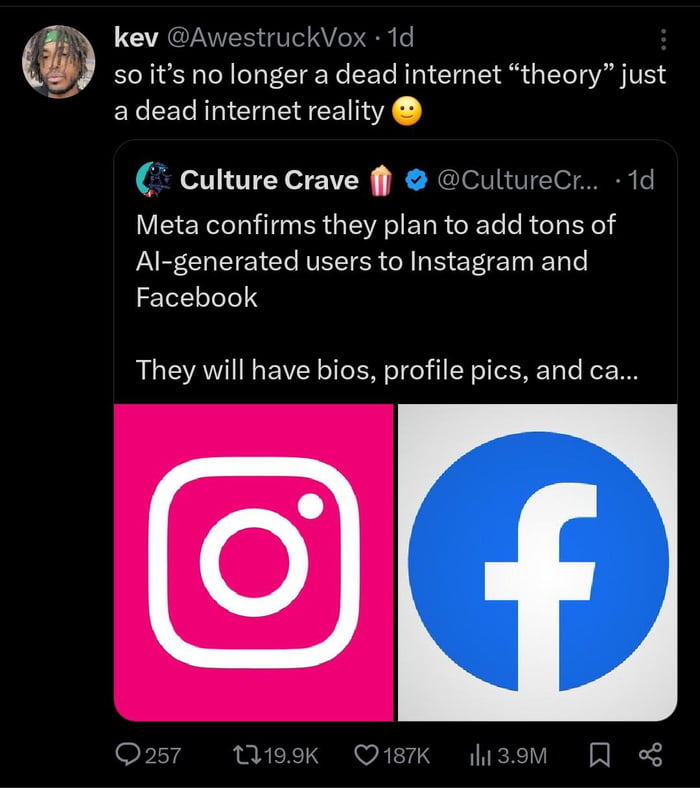 kev @AwestruckVox · 1d
so it’s no longer a dead internet “theory” just
a dead internet reality 🙂
Culture Crave 🍿 @CultureCr... · 1d
Meta confirms they plan to add tons of
AI-generated users to Instagram and
Facebook
They will have bios, profile pics, and ca...
257 19.9K 187K 3.9M